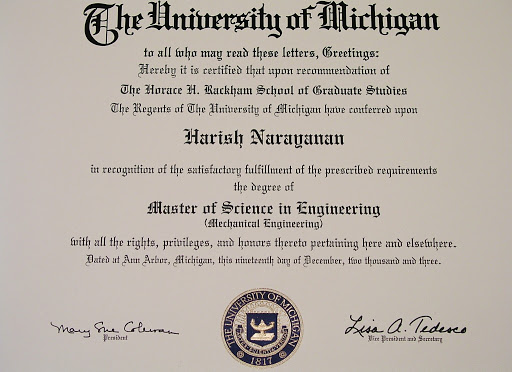 The University of Michigan
to all who may read these letters, Greetings:
Hereby it is certified that upon recommendation of
The Horace H. Rackham School of Graduate Studies
The Regents of The University of Michigan have conferred upon
Harish Narayanan
in recognition of the satisfactory fulfillment of the prescribed requirements
the degree of
Master of Science in Engineering
(Mechanical Engineering)
with all the rights, privileges, and honors thereto pertaining here and elsewhere.
Dated at Ann Arbor, Michigan, this nineteenth day of December, two thousand and three.
Mary Sue Coleman
President
THE UNIVERSITY OF MICHIGAN
1817
Lisa A. Tedesco
Vice President and Secretary